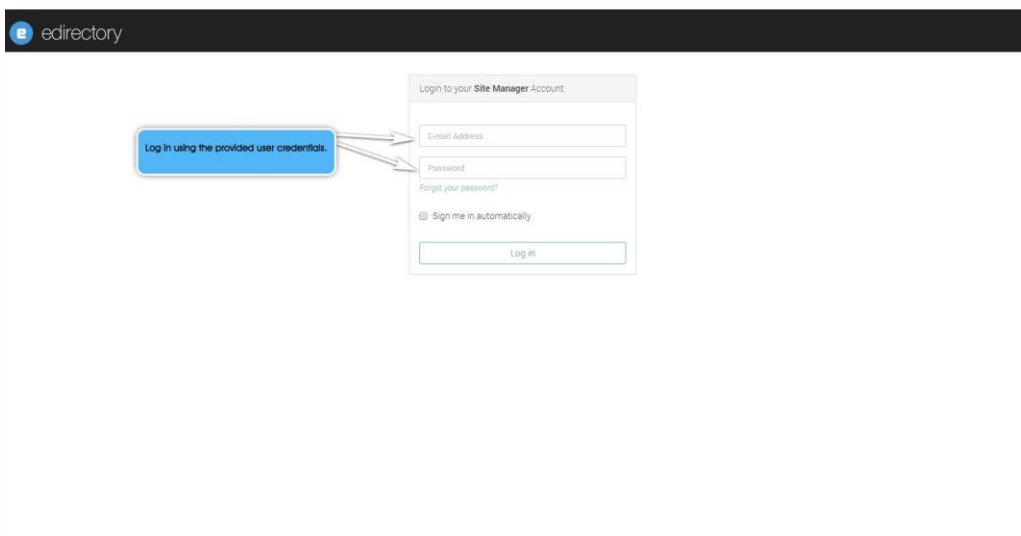 edirectory
Login to your Site Manager Account
Log in using the provided user credentials.
E-mail Address
Password
Forgot your password?
Sign me in automatically
Log in